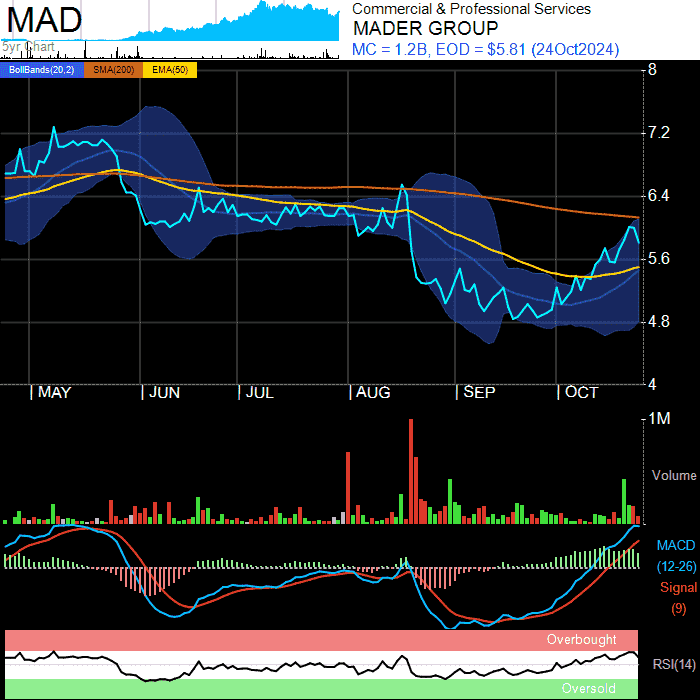 MAD
5yr Chart
Commercial & Professional Services
MADER GROUP
MC = 1.2B, EOD = $5.81 (24Oct2024)
BollBands(20,2) SMA(200) EMA(50)
8
7.2
6.4
5.6
4.8
4
MAY JUN JUL AUG SEP OCT
1M
Volume
MACD
(12-26)
Signal
(9)
Overbought
RSI(14)
Oversold